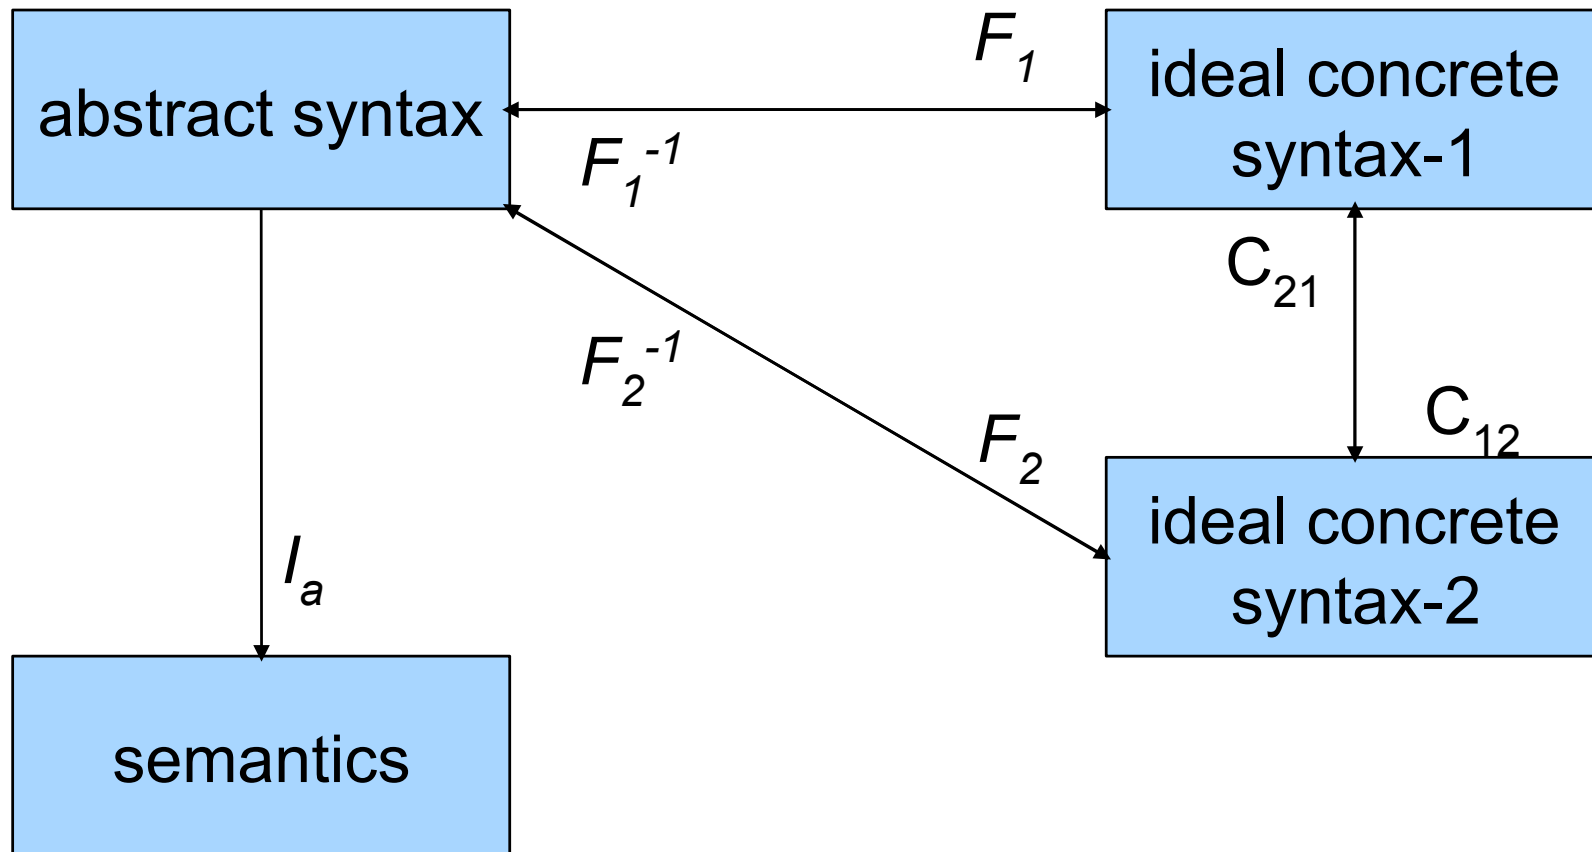 abstract syntax
F₁
F₁⁻¹
ideal concrete
syntax-1
C₂₁
F₂⁻¹
F₂
C₁₂
ideal concrete
syntax-2
Iₐ
semantics